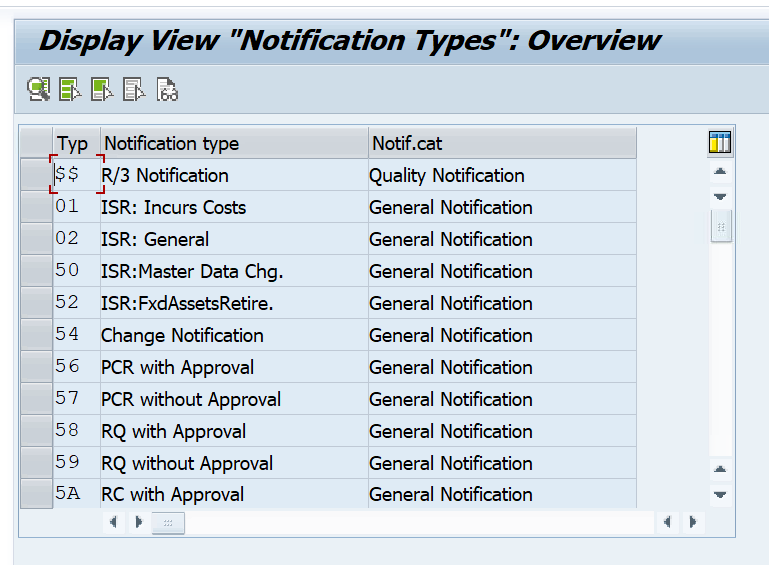 Display View "Notification Types": Overview
Typ Notification type Notif.cat
$$ R/3 Notification Quality Notification
01 ISR: Incurs Costs General Notification
02 ISR: General General Notification
50 ISR:Master Data Chg. General Notification
52 ISR:FxdAssetsRetire. General Notification
54 Change Notification General Notification
56 PCR with Approval General Notification
57 PCR without Approval General Notification
58 RQ with Approval General Notification
59 RQ without Approval General Notification
5A RC with Approval General Notification